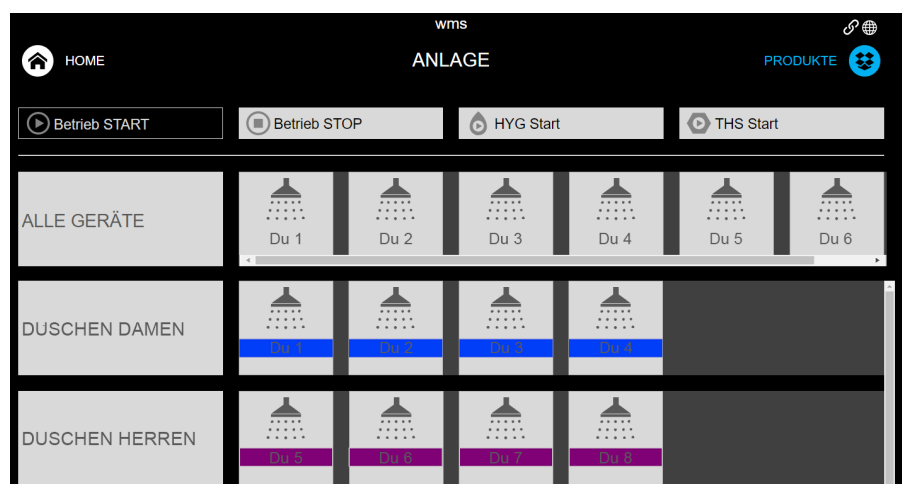 wms
HOME
ANLAGE
PRODUKTE
Betrieb START
Betrieb STOP
HYG Start
THS Start
ALLE GERÄTE
Du 1
Du 2
Du 3
Du 4
Du 5
Du 6
DUSCHEN DAMEN
Du 1
Du 2
Du 3
Du 4
DUSCHEN HERREN
Du 5
Du 6
Du 7
Du 8